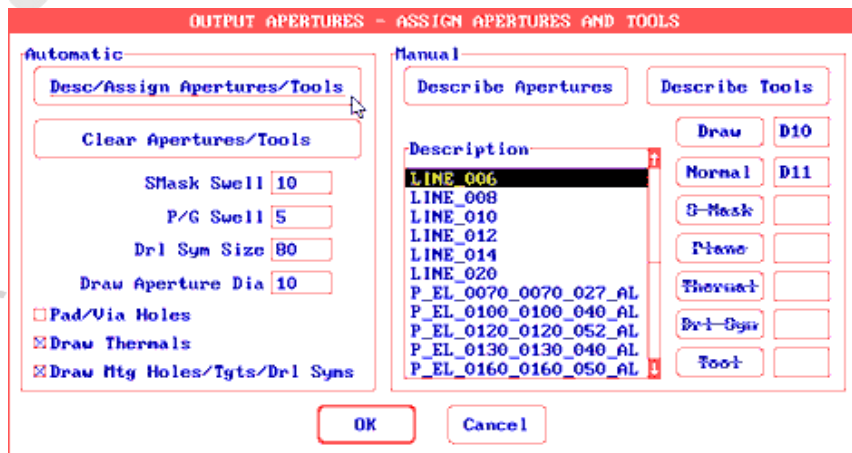 OUTPUT APERTURES - ASSIGN APERTURES AND TOOLS
Automatic
Desc/Assign Apertures/Tools
Clear Apertures/Tools
SMask Swell 10
P/G Swell 5
Drl Sym Size 80
Draw Aperture Dia 10
Pad/Via Holes
Draw Thermals
Draw Mtg Holes/Tgts/Drl Syms
Manual
Describe Apertures
Describe Tools
Description
LINE_006
LINE_008
LINE_010
LINE_012
LINE_014
LINE_020
P_EL_0070_0070_027_AL
P_EL_0100_0100_040_AL
P_EL_0120_0120_052_AL
P_EL_0130_0130_040_AL
P_EL_0160_0160_050_AL
Draw D10
Normal D11
S-Mask
Plane
Thermal
Drl-Sym
Tool
OK
Cancel